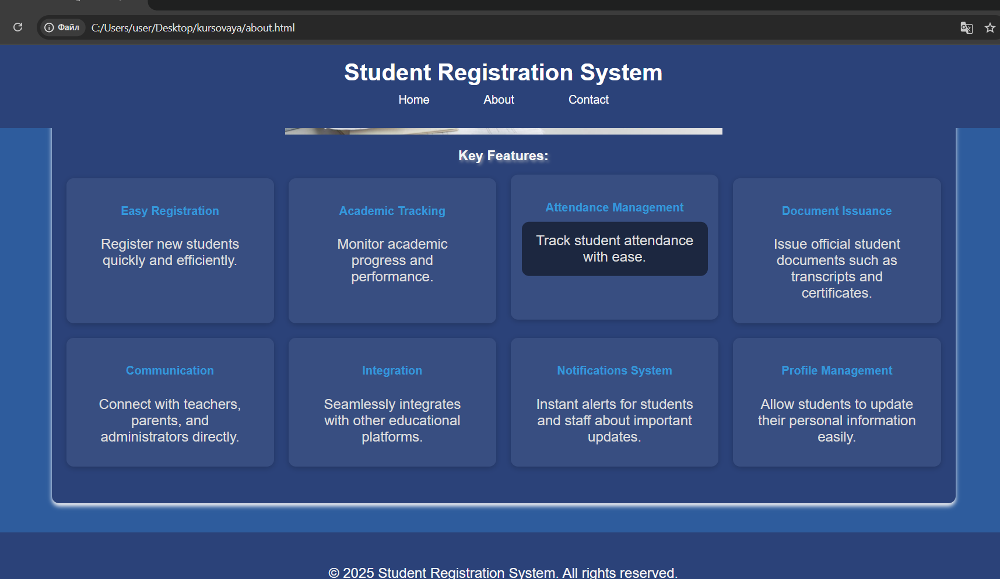 Файл C:/Users/user/Desktop/kursovaya/about.html
Student Registration System
Home About Contact
Key Features:
Easy Registration
Register new students
quickly and efficiently.
Academic Tracking
Monitor academic
progress and
performance.
Attendance Management
Track student attendance
with ease.
Document Issuance
Issue official student
documents such as
transcripts and
certificates.
Communication
Connect with teachers,
parents, and
administrators directly.
Integration
Seamlessly integrates
with other educational
platforms.
Notifications System
Instant alerts for students
and staff about important
updates.
Profile Management
Allow students to update
their personal information
easily.
© 2025 Student Registration System. All rights reserved.